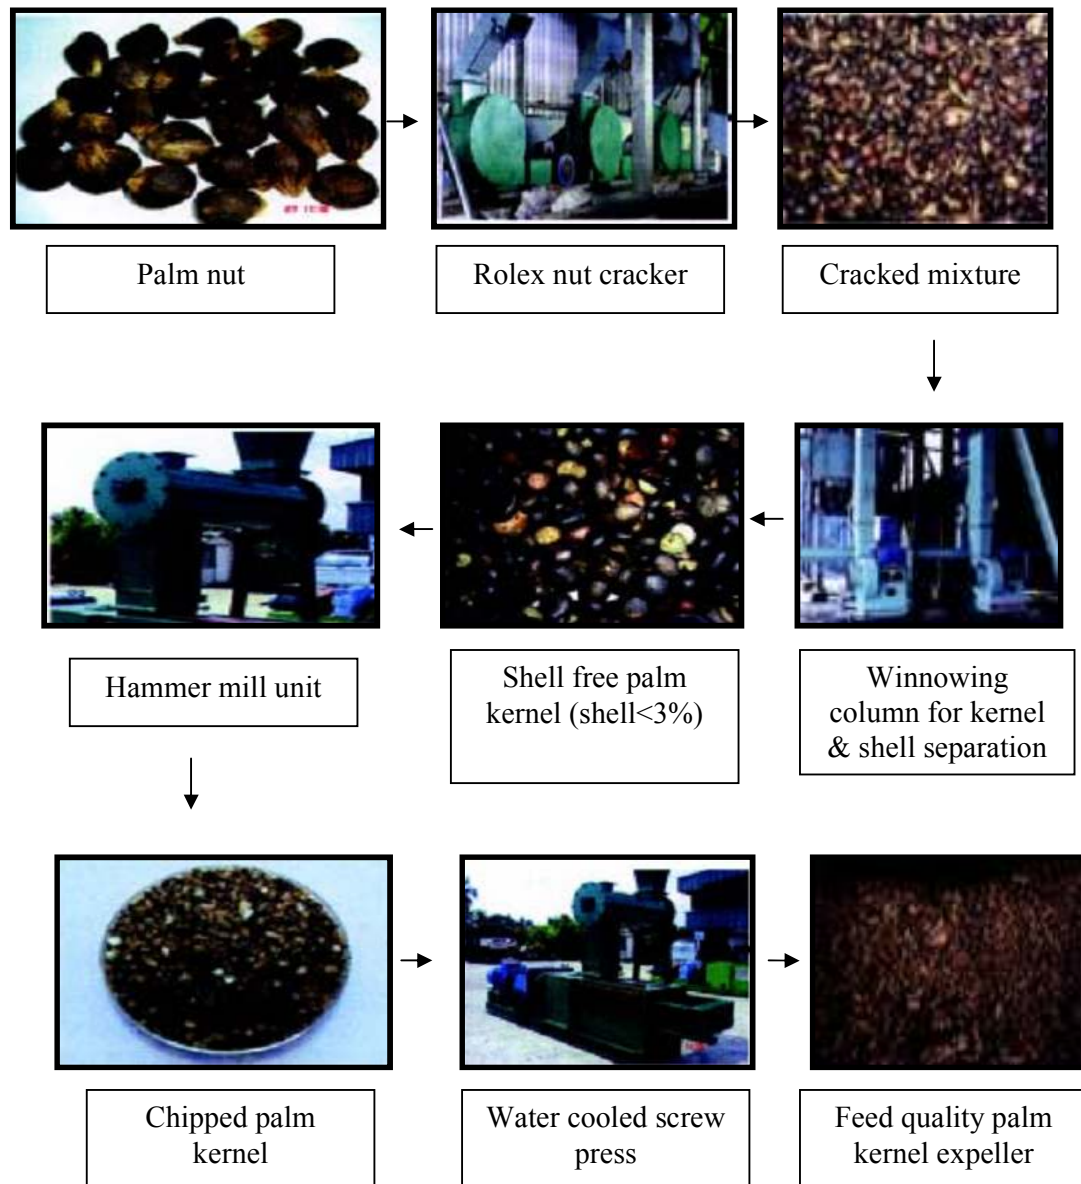 Palm nut
Rolex nut cracker
Cracked mixture
Hammer mill unit
Shell free palm
kernel (shell<3%)
Winnowing
column for kernel
& shell separation
Chipped palm
kernel
Water cooled screw
press
Feed quality palm
kernel expeller